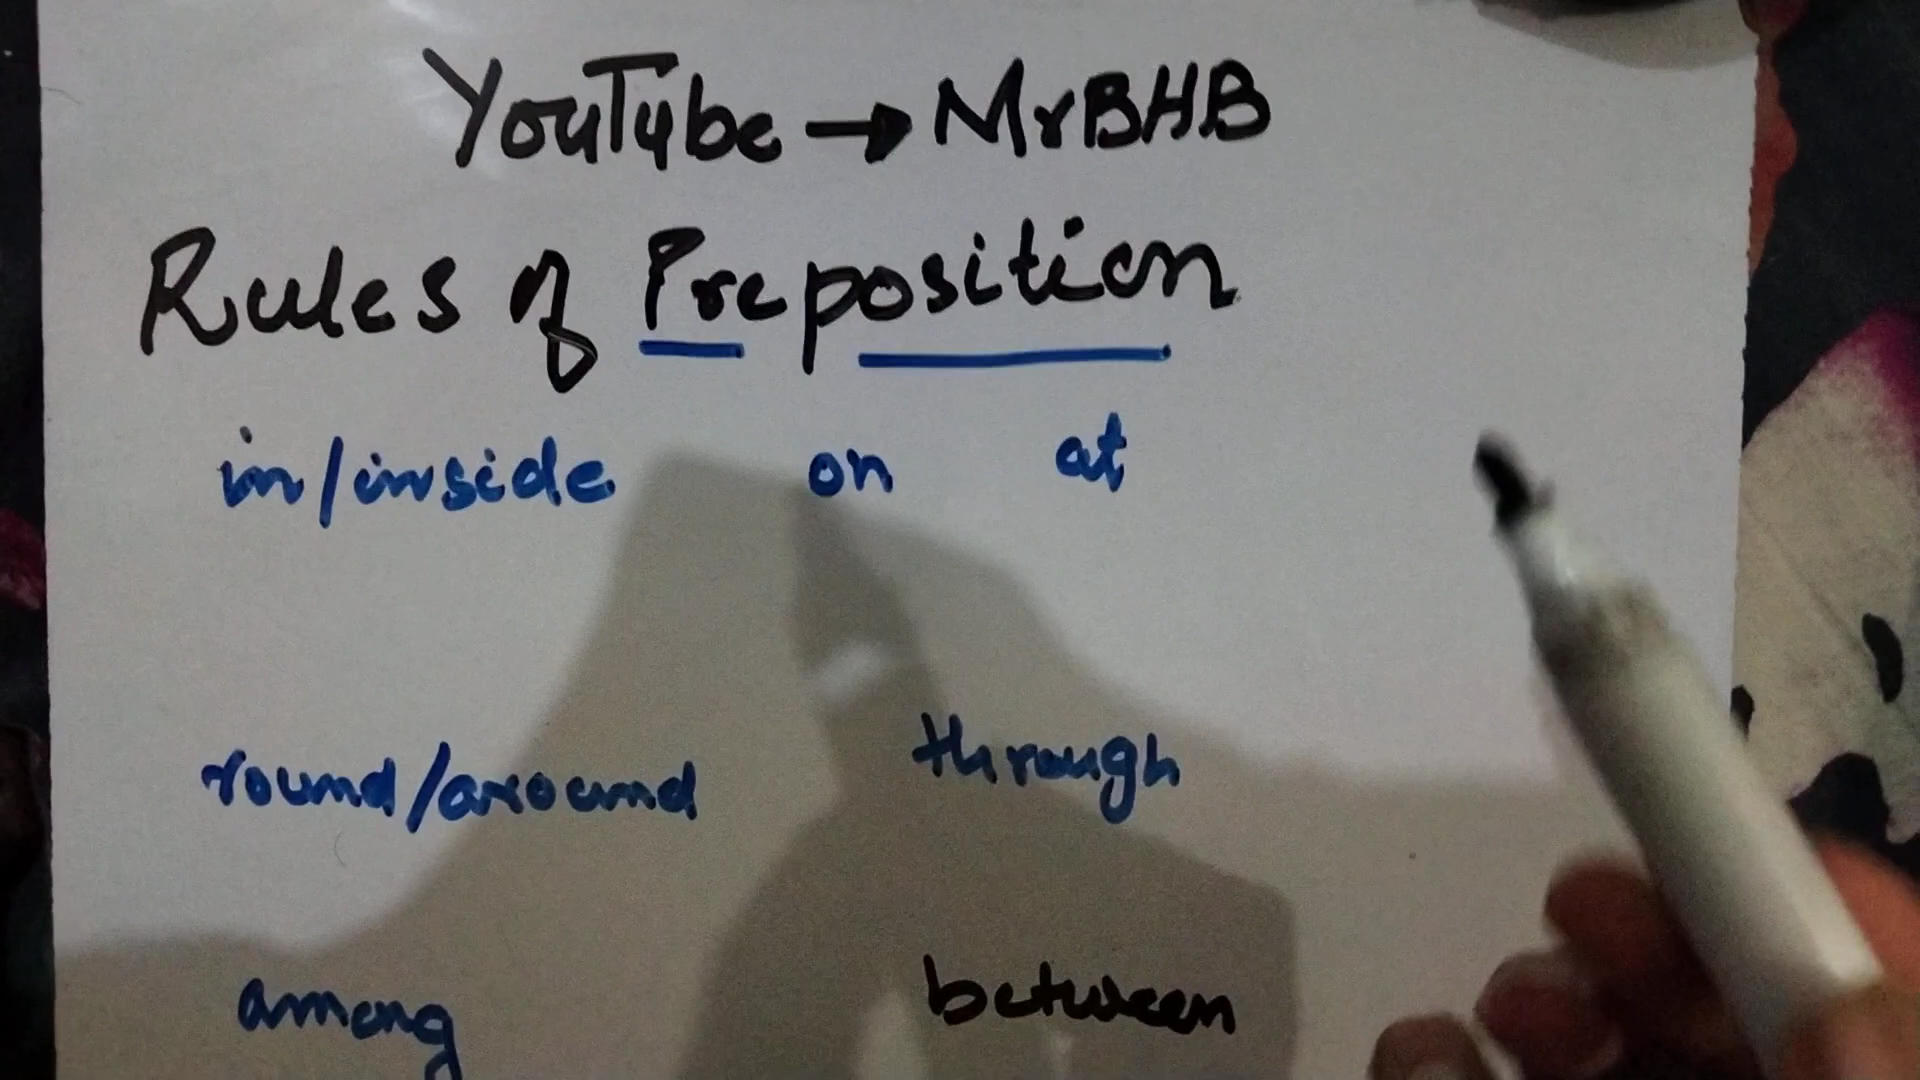 YouTube → MrBHB
Rules of Preposition
in/inside on at
round/around through
among between